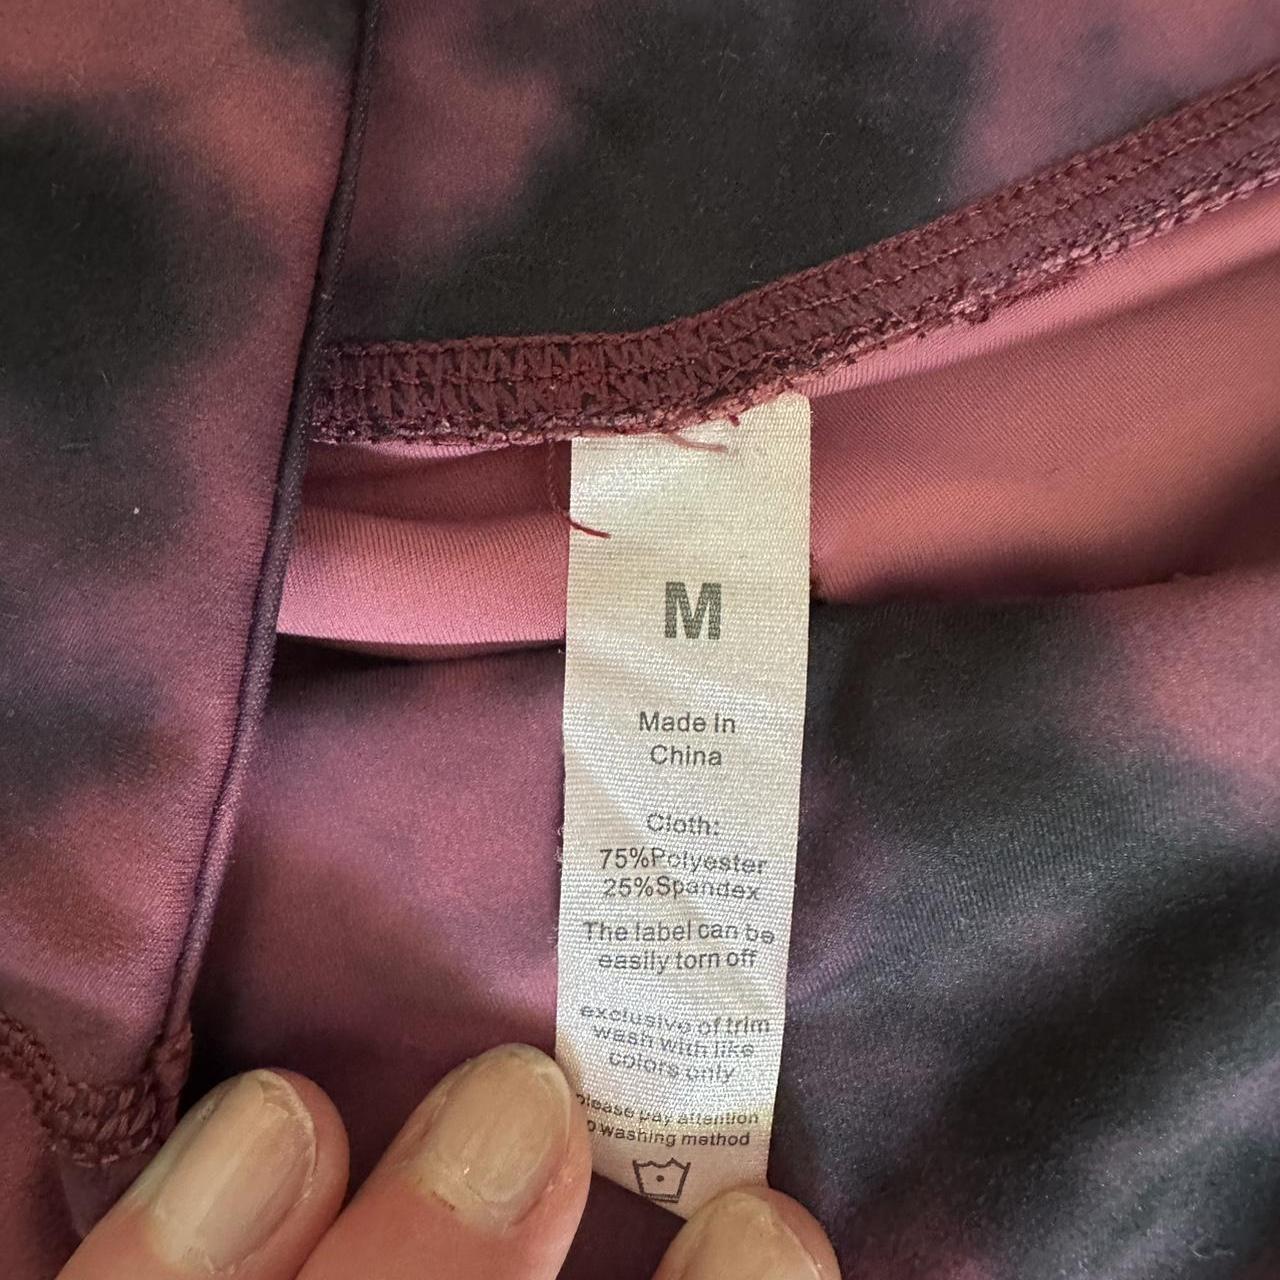 M
Made In
China
Cloth:
75%Polyester
25%Spandex
The label can be
easily torn off
exclusive of trim
wash with like
colors only
please pay attention
o washing method